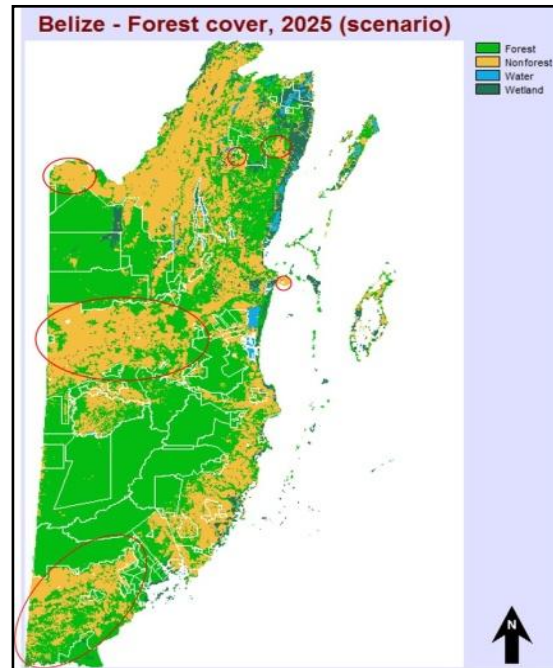 Belize - Forest cover, 2025 (scenario)
Forest
Nonforest
Water
Wetland
N